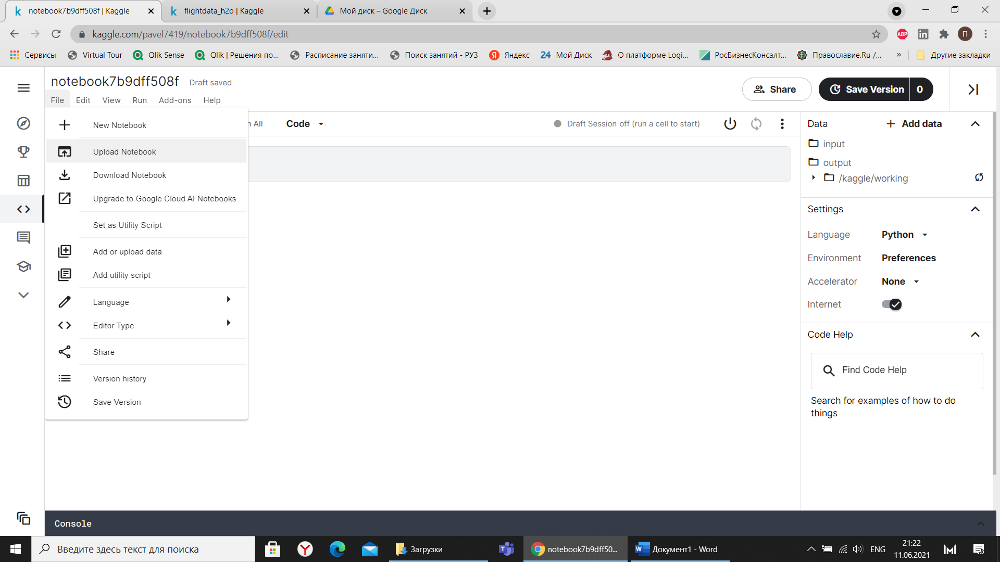 notebook7b9dff508f | Kaggle
flightdata_h2o | Kaggle
Мой диск – Google Диск
kaggle.com/pavel7419/notebook7b9dff508f/edit
ABP
in
П
Сервисы
Virtual Tour
Qlik Sense
Qlik | Решения по...
Расписание заняти...
Поиск занятий - РУЗ
Яндекс
24 Мой Диск
О платформе Logi...
РосБизнесКонсалт...
Православие.Ru /...
»
Другие закладки
notebook7b9dff508f Draft saved
File Edit View Run Add-ons Help
Share
Save Version 0
New Notebook
Upload Notebook
Download Notebook
Upgrade to Google Cloud AI Notebooks
Set as Utility Script
Add or upload data
Add utility script
Language
Editor Type
Share
Version history
Save Version
n All
Code
Draft Session off (run a cell to start)
Data
Add data
input
output
/kaggle/working
Settings
Language Python
Environment Preferences
Accelerator None
Internet
Code Help
Find Code Help
Search for examples of how to do
things
Console
Введите здесь текст для поиска
Загрузки
notebook7b9dff50...
Документ1 - Word
ENG
21:22
11.06.2021